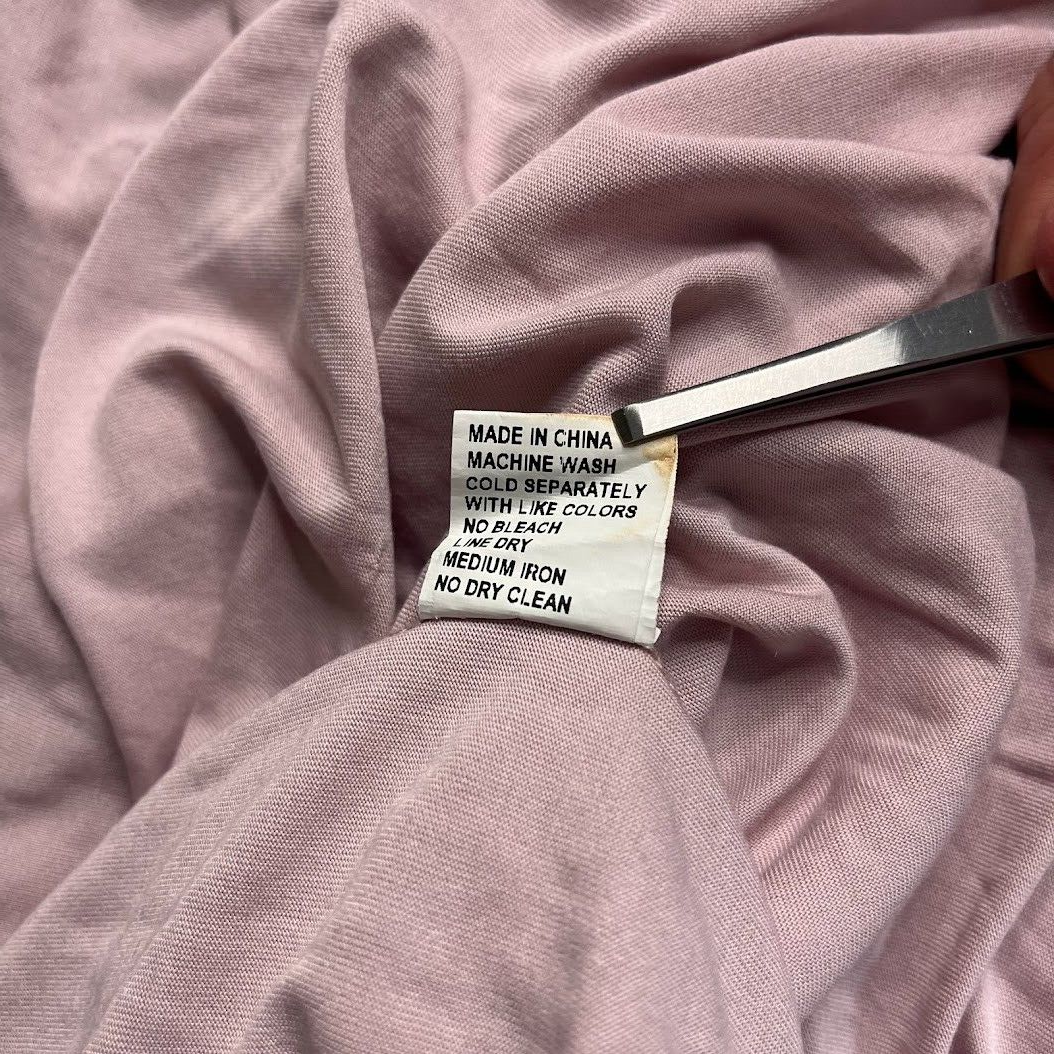 MADE IN CHINA
MACHINE WASH
COLD SEPARATELY
WITH LIKE COLORS
NO BLEACH
LINE DRY
MEDIUM IRON
NO DRY CLEAN